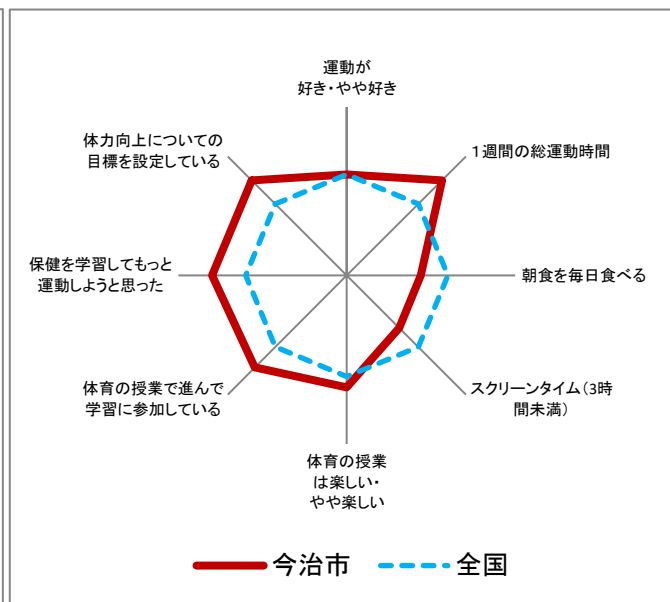 運動が
好き・やや好き
1週間の総運動時間
朝食を毎日食べる
スクリーンタイム（3時
間未満）
体育の授業
は楽しい・
やや楽しい
体育の授業で進んで
学習に参加している
保健を学習してもっと
運動しようと思った
体力向上についての
目標を設定している
今治市
全国